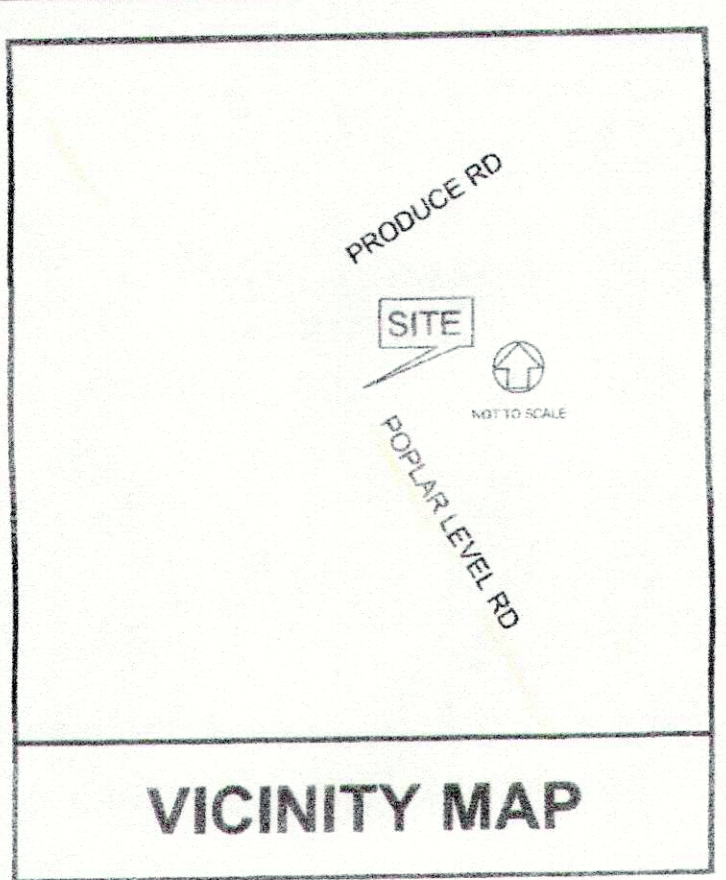 PRODUCE RD
SITE
NOT TO SCALE
POPLAR LEVEL RD
VICINITY MAP